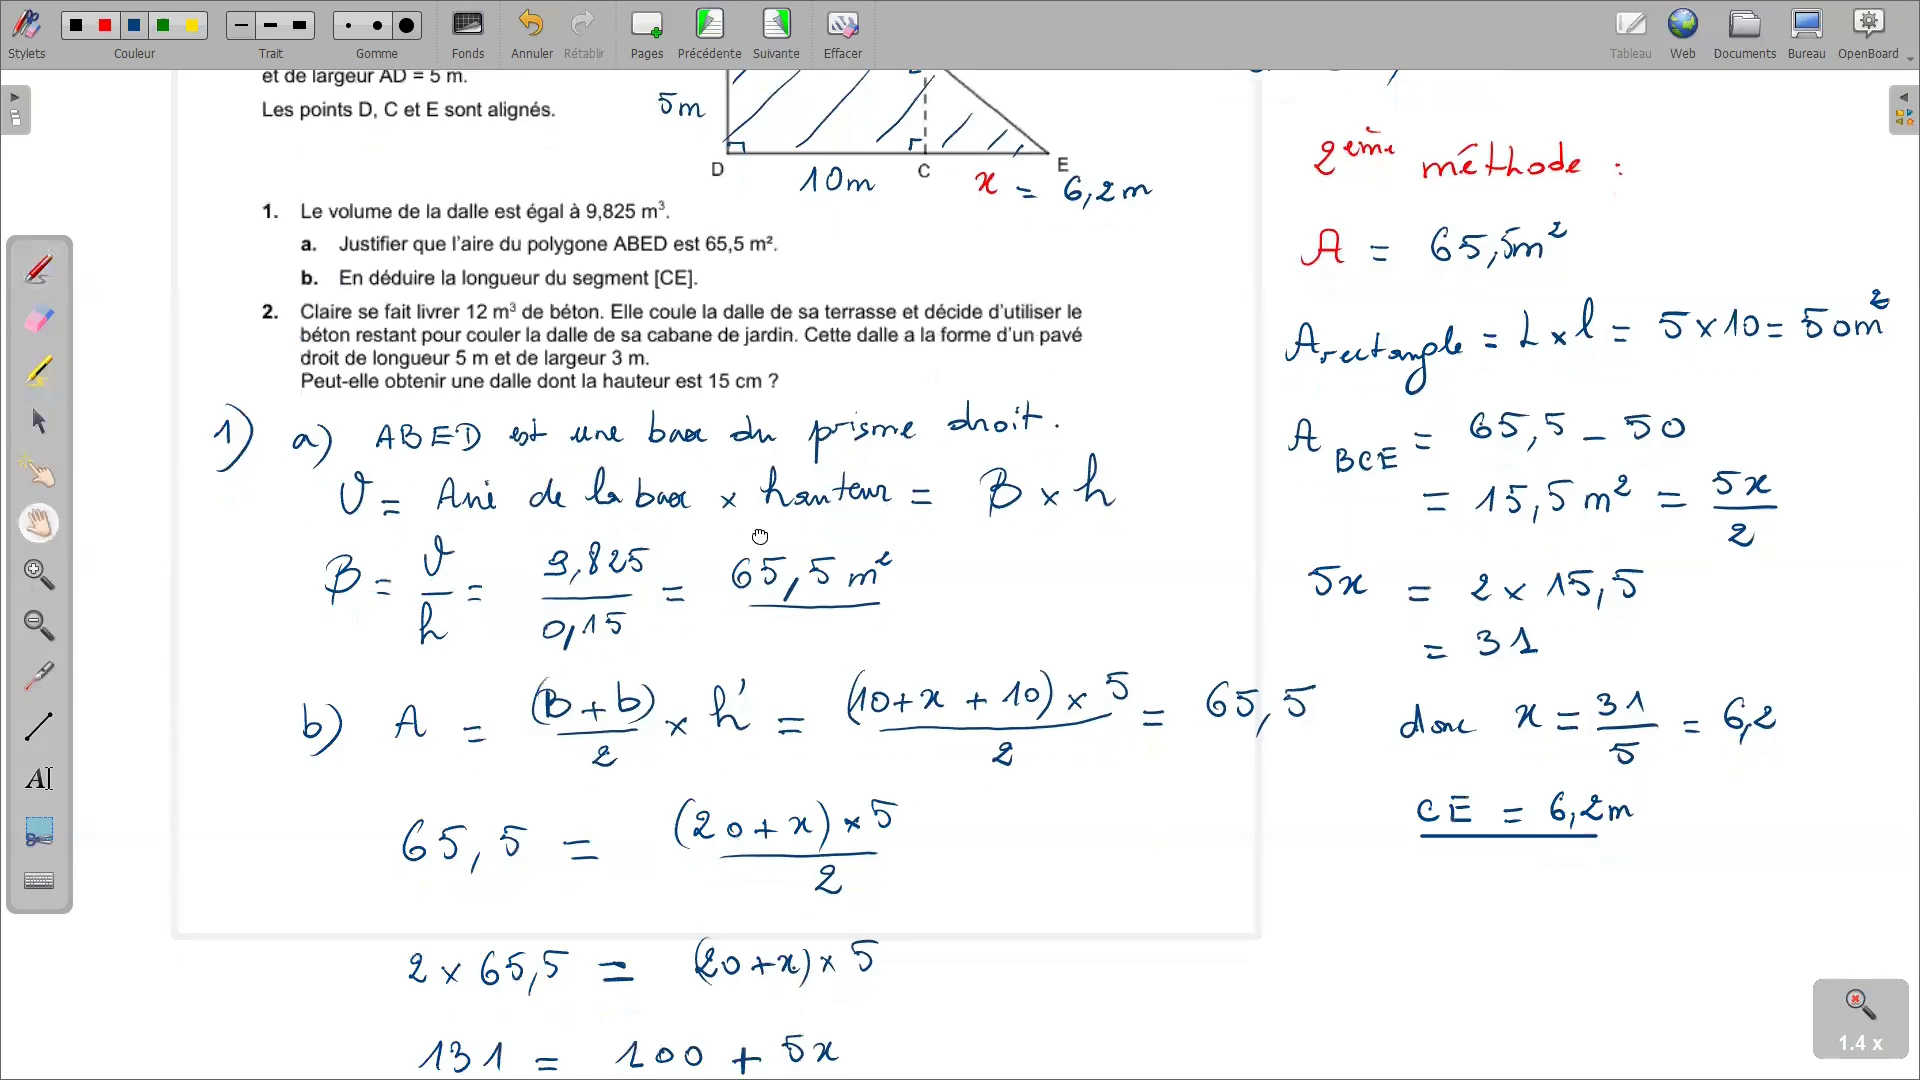 Stylets Couleur Trait Gomme Fonds Annuler Rétablir Pages Précédente Suivante Effacer Tableau Web Documents Bureau OpenBoard
et de largeur AD = 5 m.
Les points D, C et E sont alignés.
5m
D 10m C x = 6,2m E
1. Le volume de la dalle est égal à 9,825 m³.
a. Justifier que l'aire du polygone ABED est 65,5 m².
b. En déduire la longueur du segment [CE].
2. Claire se fait livrer 12 m³ de béton. Elle coule la dalle de sa terrasse et décide d'utiliser le
béton restant pour couler la dalle de sa cabane de jardin. Cette dalle a la forme d'un pavé
droit de longueur 5 m et de largeur 3 m.
Peut-elle obtenir une dalle dont la hauteur est 15 cm ?
1) a) ABED est une base du prisme droit.
V = Aire de la base × hauteur = B × h
B = V/h = 9,825/0,15 = 65,5 m²
b) A = (B+b)/2 × h' = (10+x+10)×5/2 = 65,5
65,5 = (20+x)×5/2
2 × 65,5 = (20+x)×5
131 = 100 + 5x
2ème méthode :
A = 65,5m²
A rectangle = L×l = 5×10 = 50m²
A BCE = 65,5 - 50
= 15,5m² = 5x/2
5x = 2 × 15,5
= 31
donc x = 31/5 = 6,2
CE = 6,2m
1.4 x